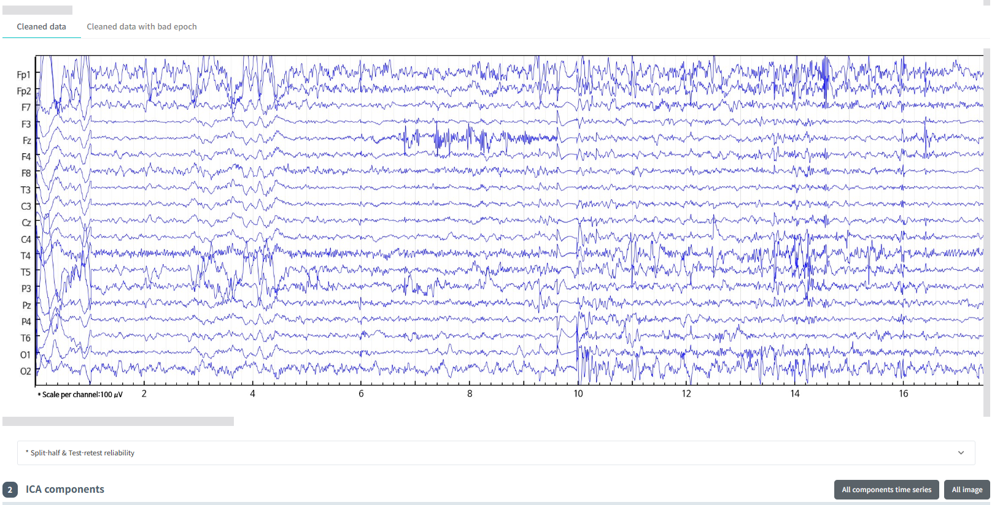 Cleaned data
Cleaned data with bad epoch
Fp1
Fp2
F7
F3
Fz
F4
F8
T3
C3
Cz
C4
T4
T5
P3
Pz
P4
T6
O1
O2
* Scale per channel:100 μV
2
4
6
8
10
12
14
16
* Split-half & Test-retest reliability
2
ICA components
All components time series
All image